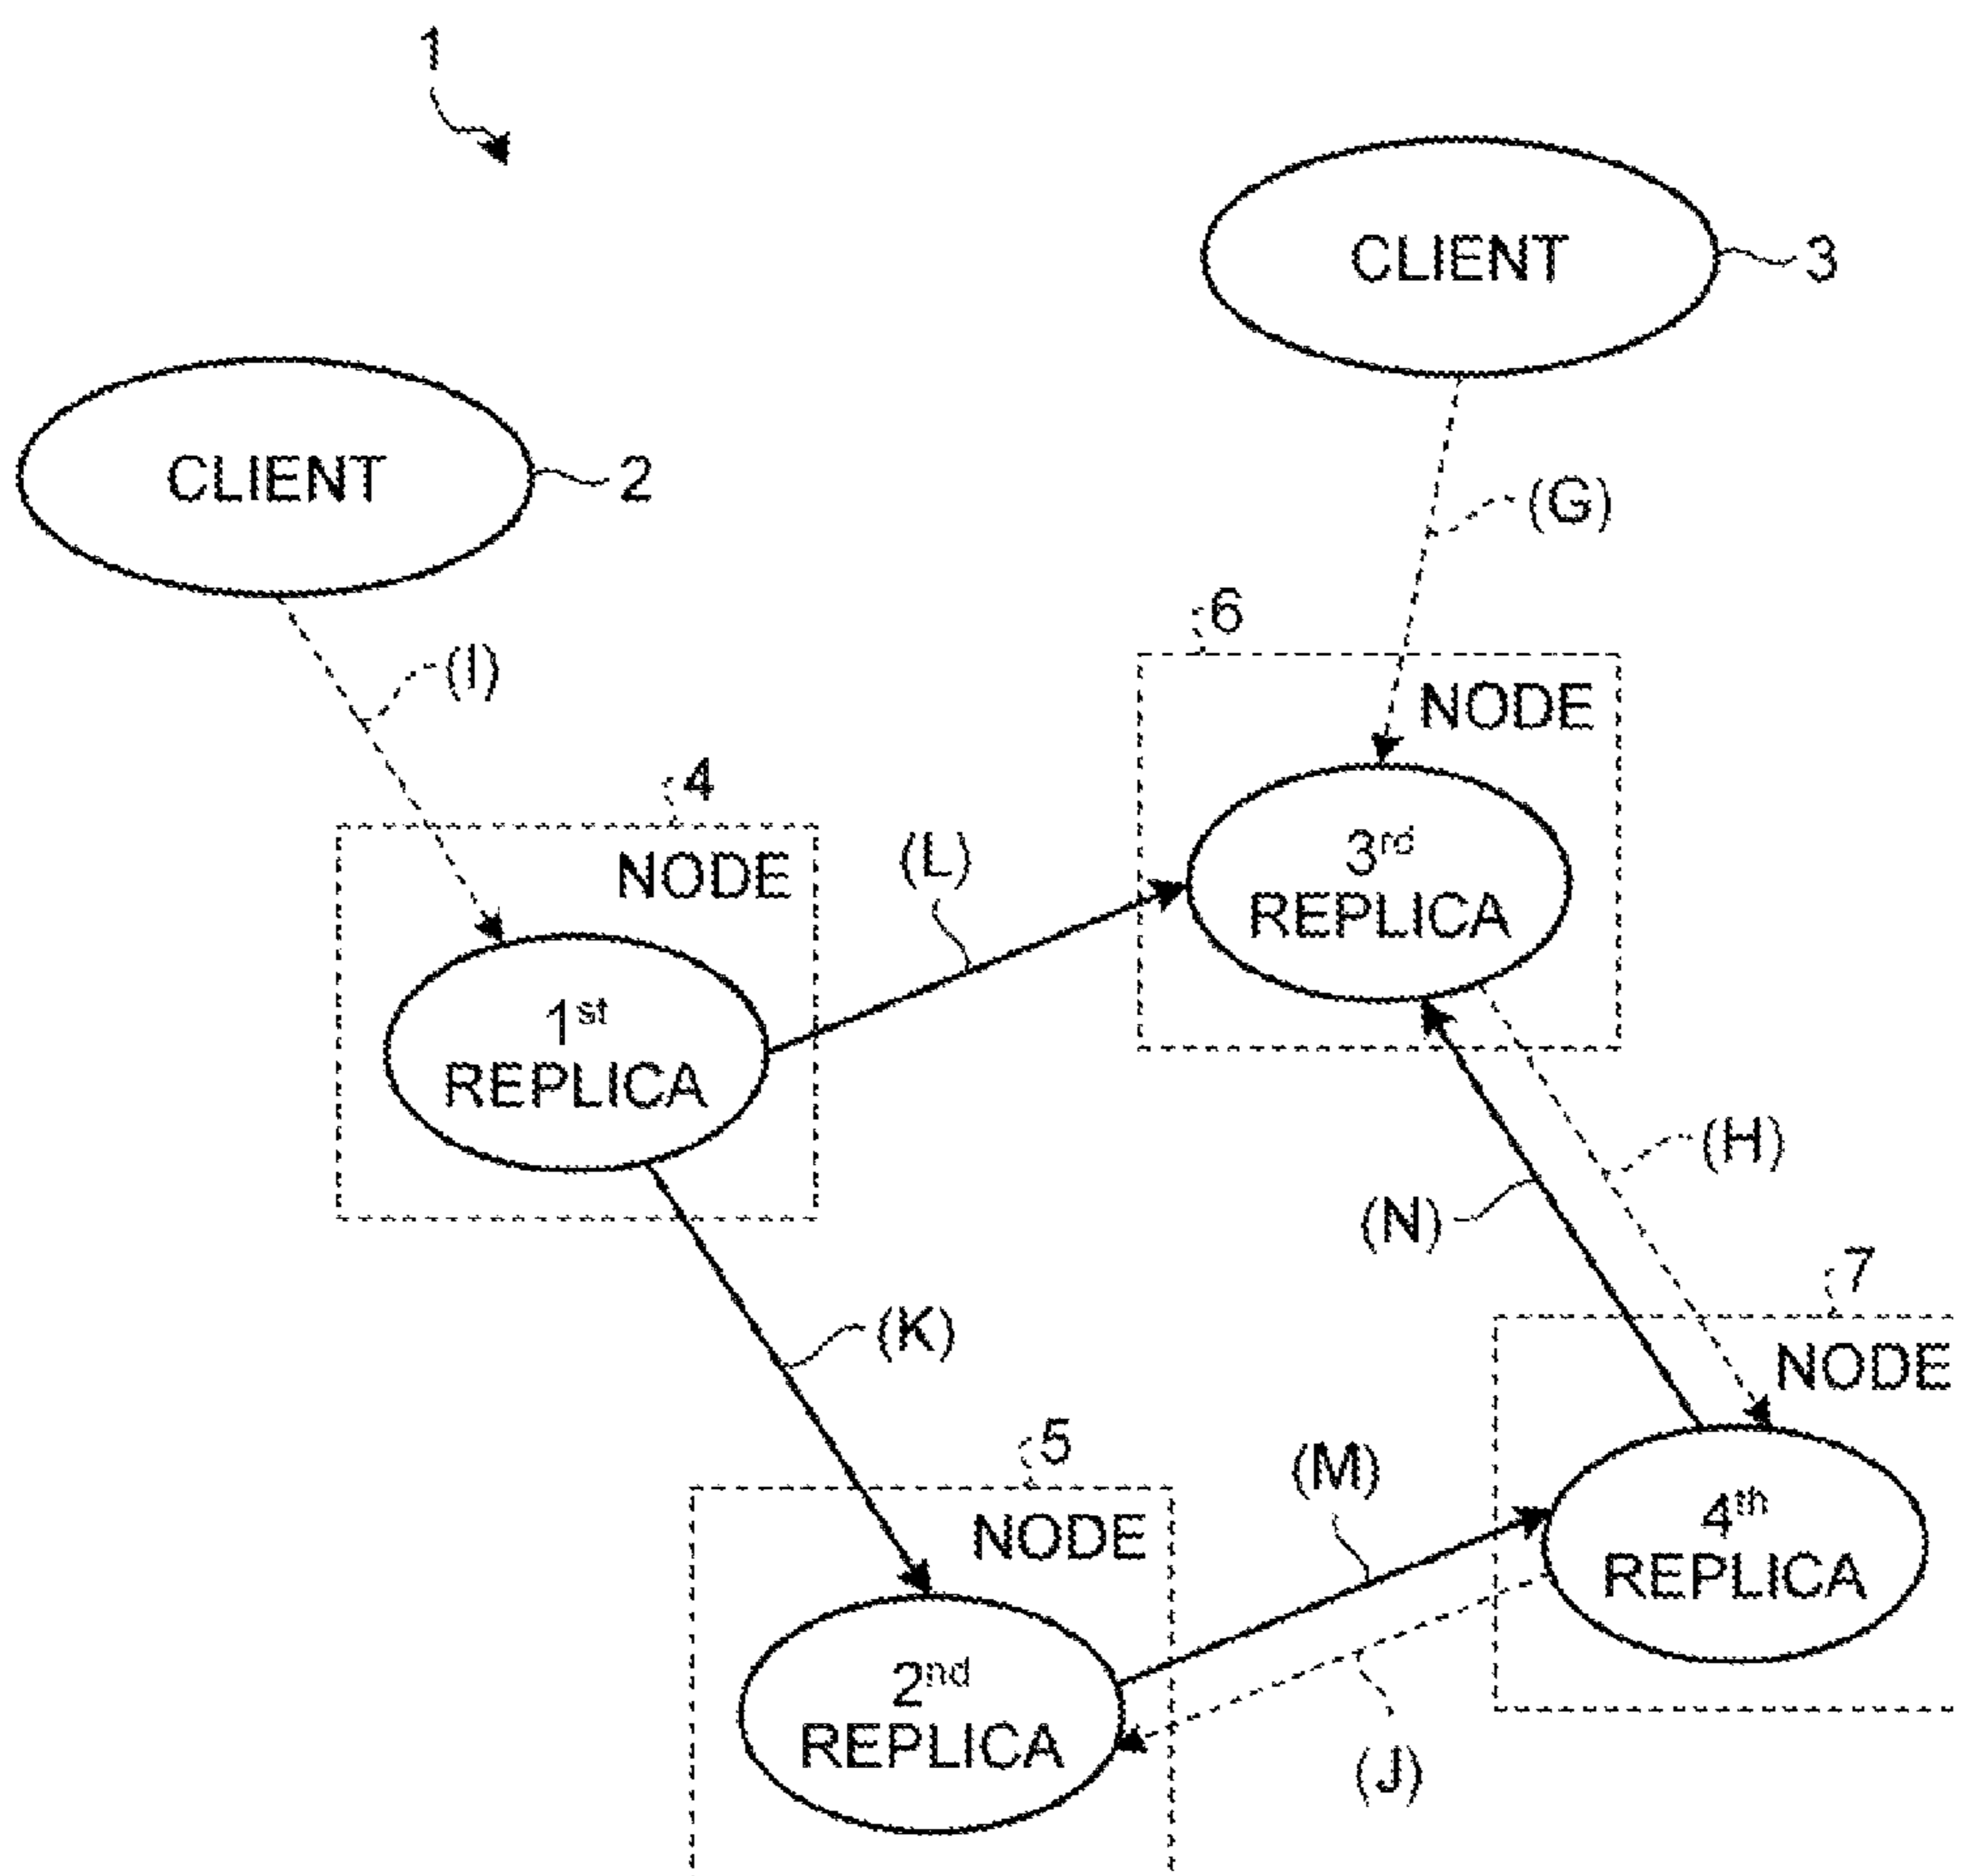 1
CLIENT
3
CLIENT
2
(G)
6
(I)
NODE
4
NODE
(L)
3rd
REPLICA
1st
REPLICA
(H)
(N)
7
(K)
NODE
5
(M)
NODE
4th
REPLICA
2nd
REPLICA
(J)